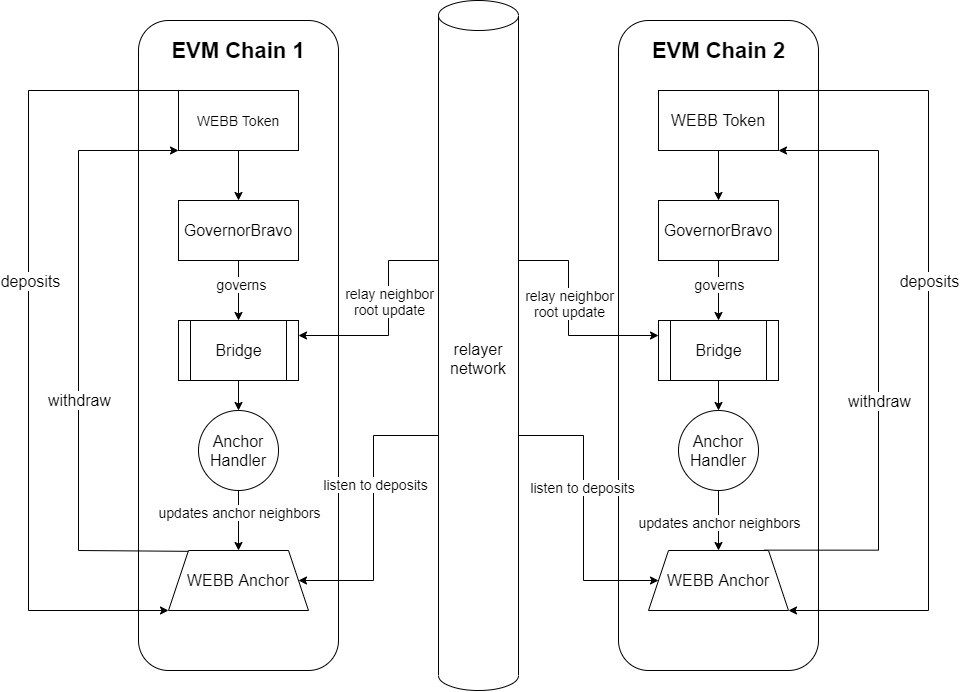 EVM Chain 1
EVM Chain 2
WEBB Token
WEBB Token
GovernorBravo
GovernorBravo
deposits
governs
relay neighbor
root update
relay neighbor
root update
governs
deposits
Bridge
relayer
network
Bridge
withdraw
withdraw
Anchor
Handler
Anchor
Handler
listen to deposits
listen to deposits
updates anchor neighbors
updates anchor neighbors
WEBB Anchor
WEBB Anchor